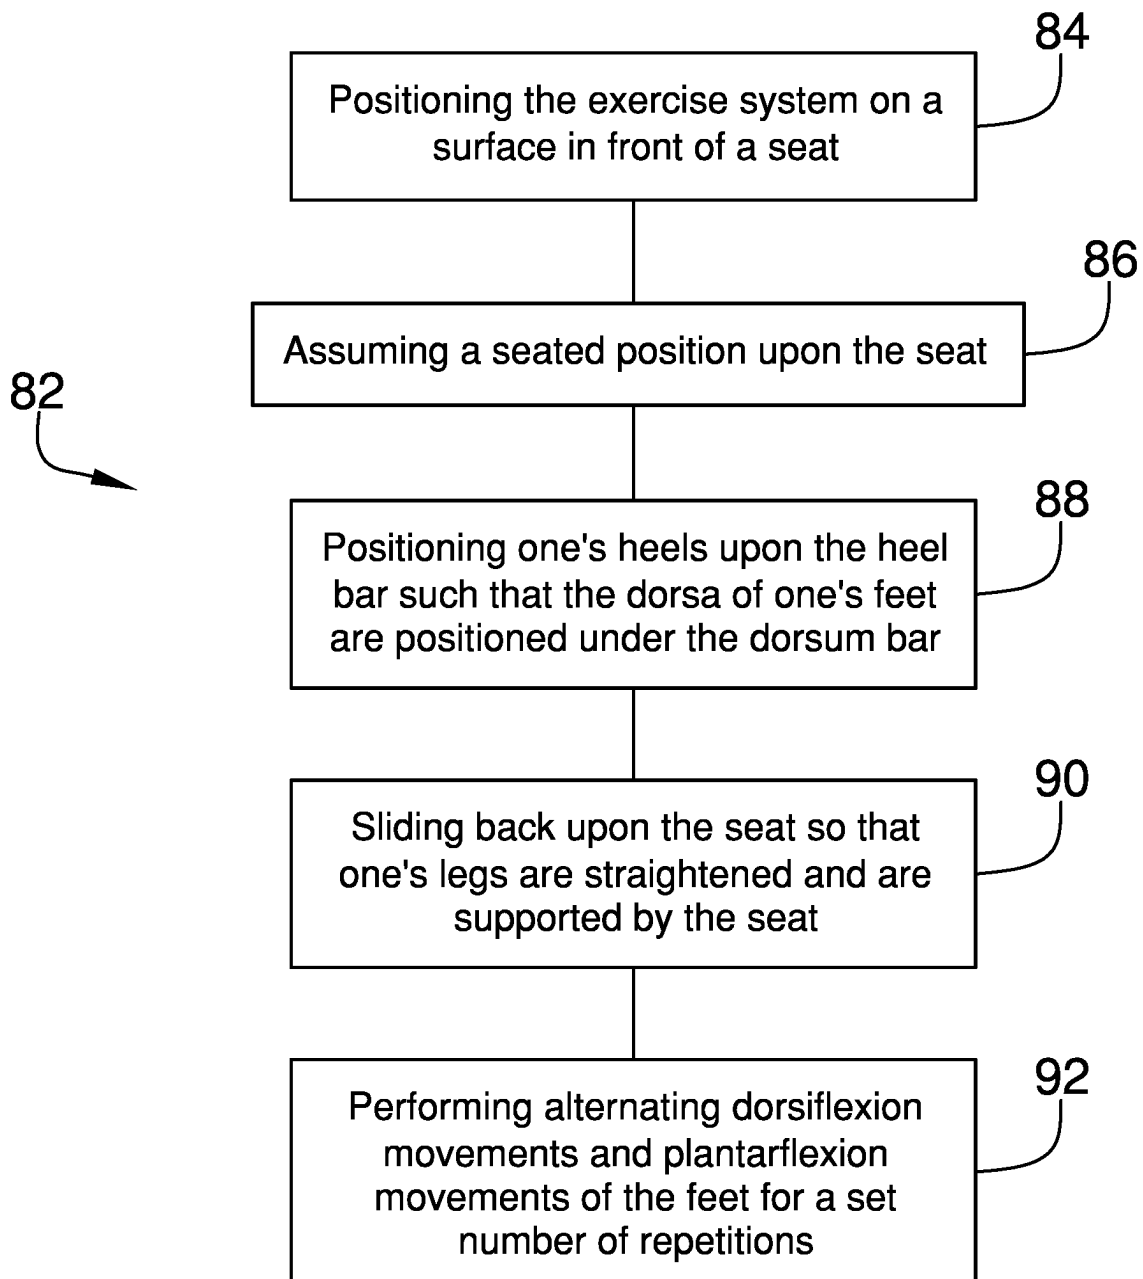 84
Positioning the exercise system on a
surface in front of a seat
86
Assuming a seated position upon the seat
82
88
Positioning one's heels upon the heel
bar such that the dorsa of one's feet
are positioned under the dorsum bar
90
Sliding back upon the seat so that
one's legs are straightened and are
supported by the seat
92
Performing alternating dorsiflexion
movements and plantarflexion
movements of the feet for a set
number of repetitions